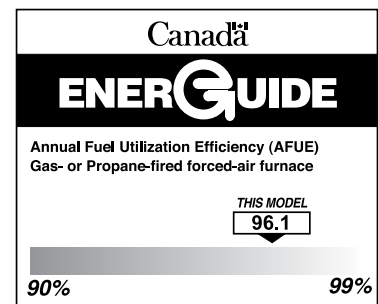 Canada
ENERGUIDE
Annual Fuel Utilization Efficiency (AFUE)
Gas- or Propane-fired forced-air furnace
THIS MODEL
96.1
90% 99%